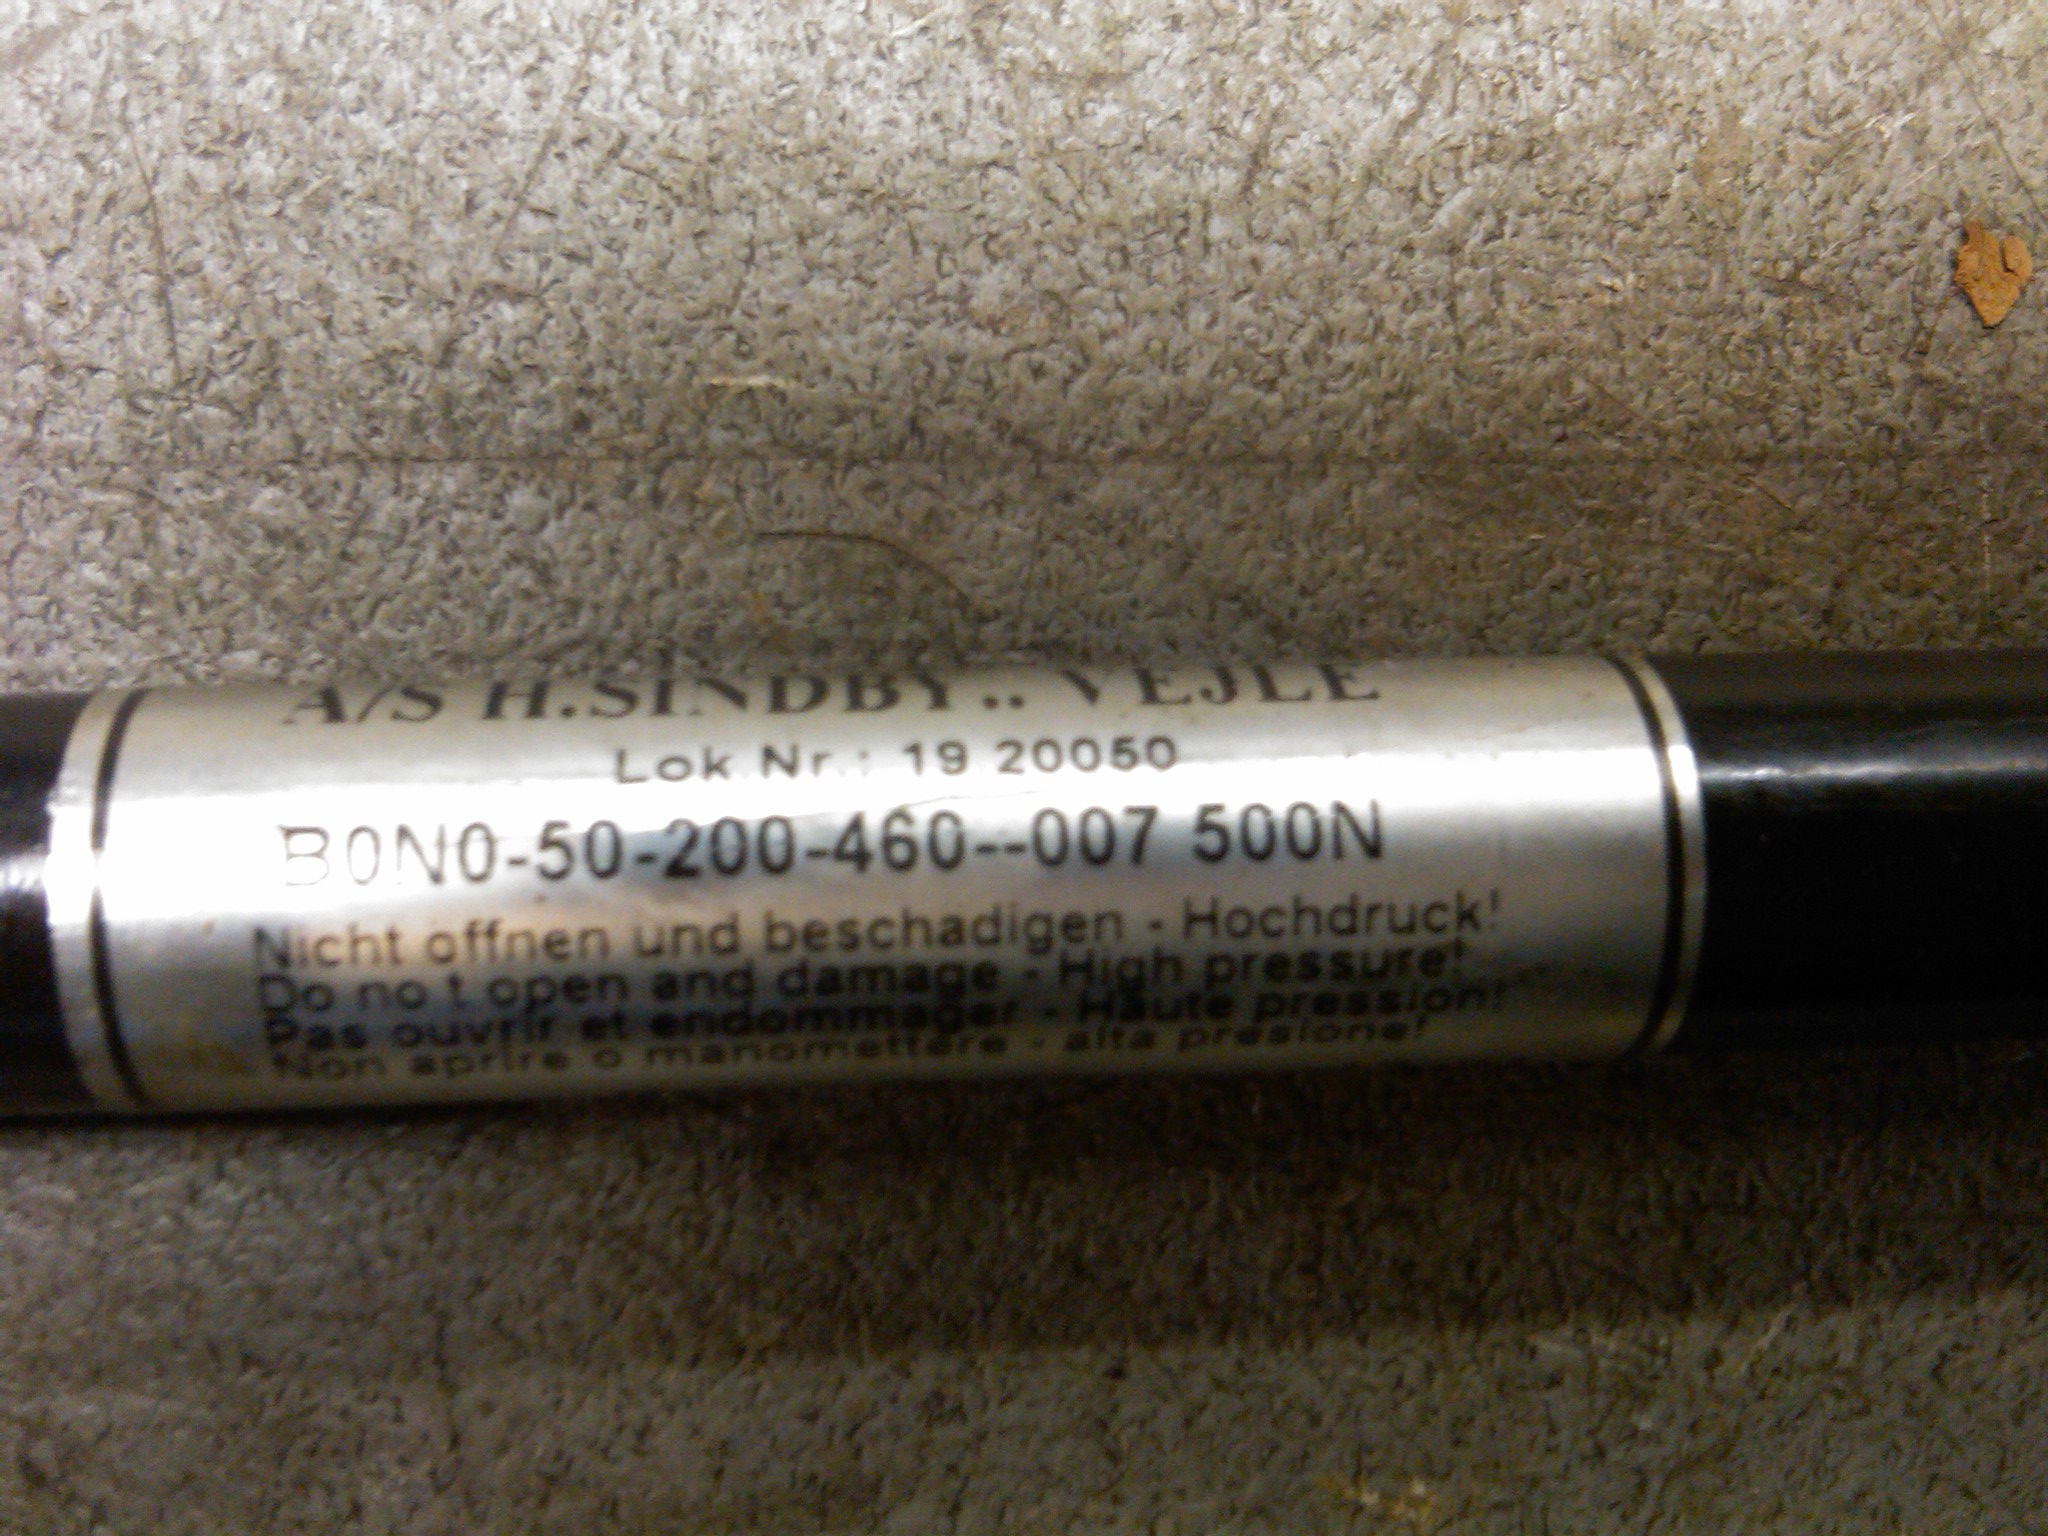 A/S H.SINDBY.. VEJLE
Lok.Nr.: 19 20050
B0N0-50-200-460--007 500N
Nicht offnen und beschadigen - Hochdruck!
Do no t open and damage - High pressure!
Pas ouvrir et endommager - Haute pression!
Non aprire o manomettere - alta presione!